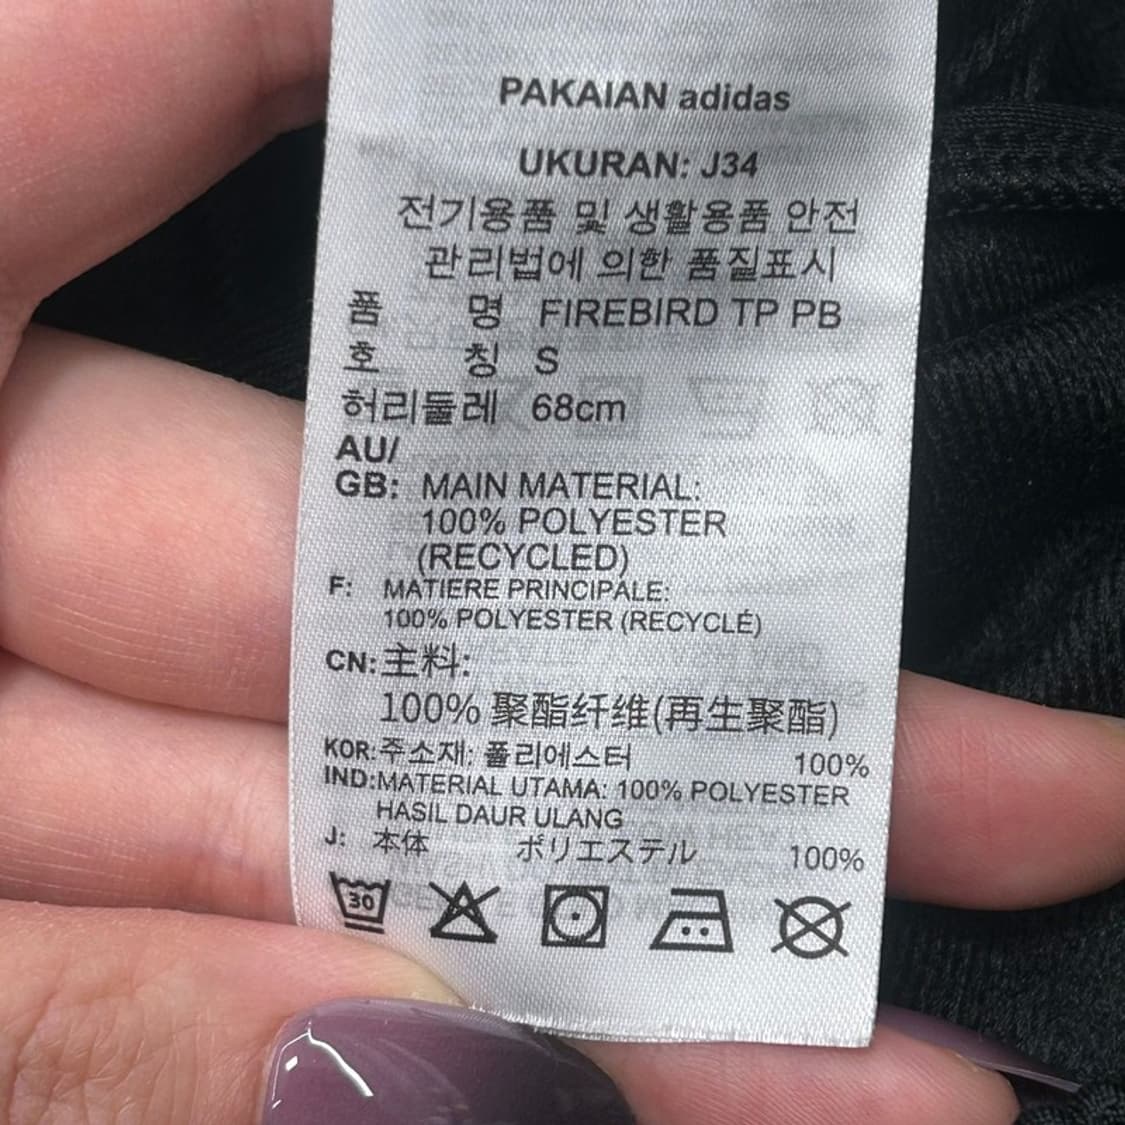 PAKAIAN adidas
UKURAN: J34
전기용품 및 생활용품 안전
관리법에 의한 품질표시
품 명 FIREBIRD TP PB
호 칭 S
허리둘레 68cm
AU/
GB: MAIN MATERIAL:
100% POLYESTER
(RECYCLED)
F: MATIERE PRINCIPALE:
100% POLYESTER (RECYCLÉ)
CN:主料:
100% 聚酯纤维(再生聚酯)
KOR:주소재: 폴리에스터 100%
IND:MATERIAL UTAMA: 100% POLYESTER
HASIL DAUR ULANG
J: 本体 ポリエステル 100%
30